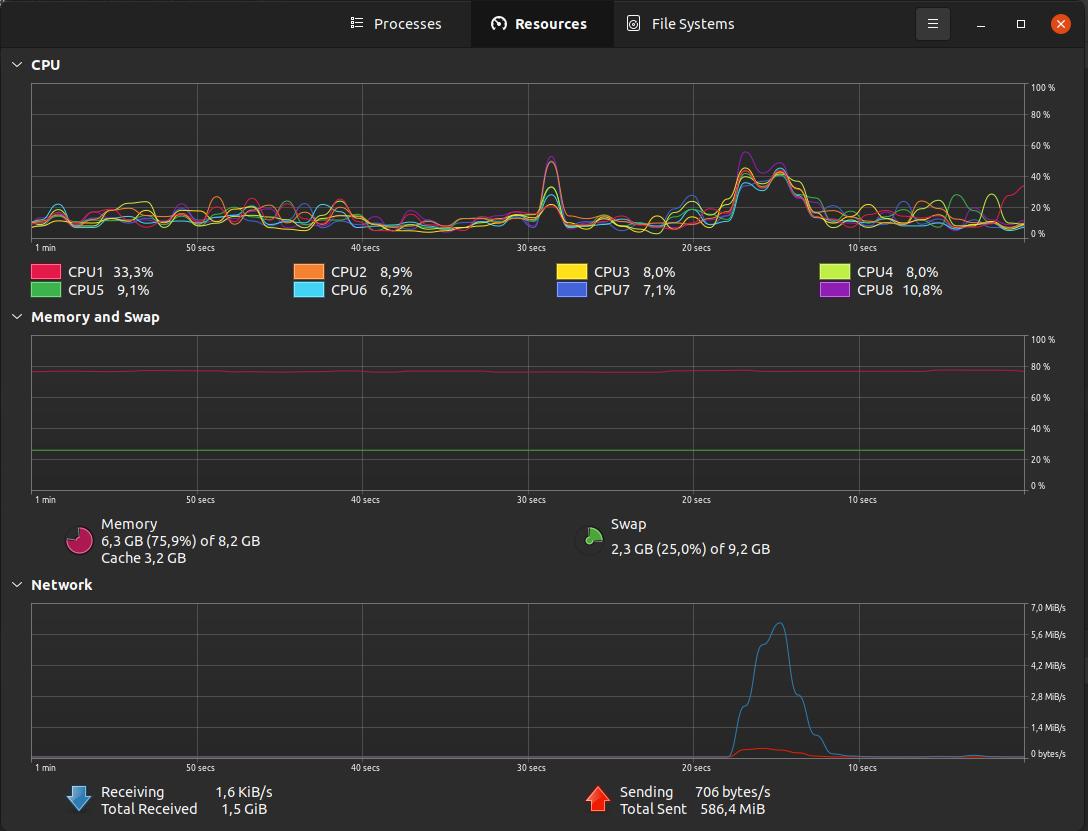 Processes Resources File Systems
CPU
100 %
80 %
60 %
40 %
20 %
0 %
1 min 50 secs 40 secs 30 secs 20 secs 10 secs
CPU1 33,3% CPU2 8,9% CPU3 8,0% CPU4 8,0%
CPU5 9,1% CPU6 6,2% CPU7 7,1% CPU8 10,8%
Memory and Swap
100 %
80 %
60 %
40 %
20 %
0 %
1 min 50 secs 40 secs 30 secs 20 secs 10 secs
Memory
6,3 GB (75,9%) of 8,2 GB
Cache 3,2 GB
Swap
2,3 GB (25,0%) of 9,2 GB
Network
7,0 MiB/s
5,6 MiB/s
4,2 MiB/s
2,8 MiB/s
1,4 MiB/s
0 bytes/s
1 min 50 secs 40 secs 30 secs 20 secs 10 secs
Receiving 1,6 KiB/s
Total Received 1,5 GiB
Sending 706 bytes/s
Total Sent 586,4 MiB